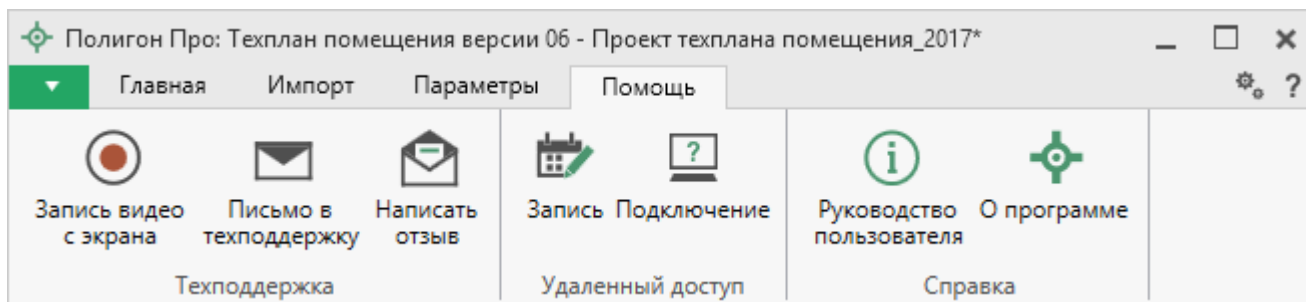 Полигон Про: Техплан помещения версии 06 - Проект техплана помещения_2017*
Главная Импорт Параметры Помощь ?
Запись видео с экрана
Письмо в техподдержку
Написать отзыв
Запись
? Подключение
Руководство пользователя
О программе
Техподдержка Удаленный доступ Справка